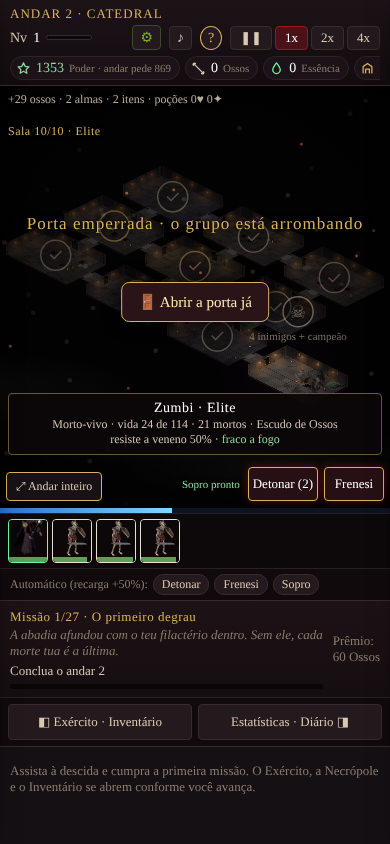 ANDAR 2 · CATEDRAL
Nv 1
? ❚❚ 1x 2x 4x
1353 Poder · andar pede 869 0 Ossos 0 Essência
+29 ossos · 2 almas · 2 itens · poções 0♥ 0✦
Sala 10/10 · Elite
Porta emperrada · o grupo está arrombando
Abrir a porta já
4 inimigos + campeão
Zumbi · Elite
Morto-vivo · vida 24 de 114 · 21 mortos · Escudo de Ossos
resiste a veneno 50% · fraco a fogo
⤢ Andar inteiro
Sopro pronto
Detonar (2)
Frenesi
Automático (recarga +50%): Detonar Frenesi Sopro
Missão 1/27 · O primeiro degrau
A abadia afundou com o teu filactério dentro. Sem ele, cada
morte tua é a última.
Conclua o andar 2
Prêmio:
60 Ossos
◧ Exército · Inventário
Estatísticas · Diário ◨
Assista à descida e cumpra a primeira missão. O Exército, a Necrópole
e o Inventário se abrem conforme você avança.